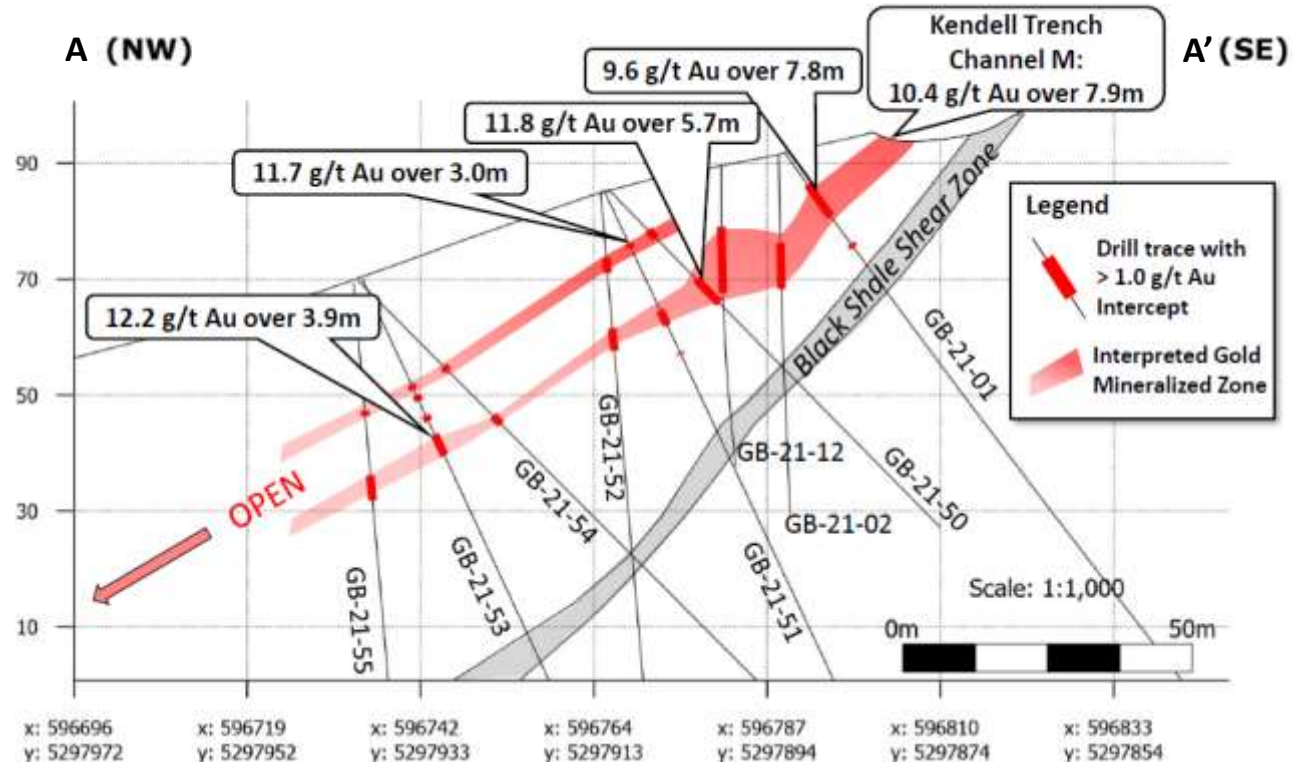 A (NW)
A' (SE)
Kendell Trench
Channel M:
10.4 g/t Au over 7.9m
9.6 g/t Au over 7.8m
11.8 g/t Au over 5.7m
11.7 g/t Au over 3.0m
12.2 g/t Au over 3.9m
90
70
50
30
10
Black Shale Shear Zone
OPEN
Legend
Drill trace with
> 1.0 g/t Au
Intercept
Interpreted Gold
Mineralized Zone
GB-21-55
GB-21-53
GB-21-54
GB-21-52
GB-21-51
GB-21-12
GB-21-02
GB-21-50
GB-21-01
Scale: 1:1,000
0m 50m
x: 596696 x: 596719 x: 596742 x: 596764 x: 596787 x: 596810 x: 596833
y: 5297972 y: 5297952 y: 5297933 y: 5297913 y: 5297894 y: 5297874 y: 5297854